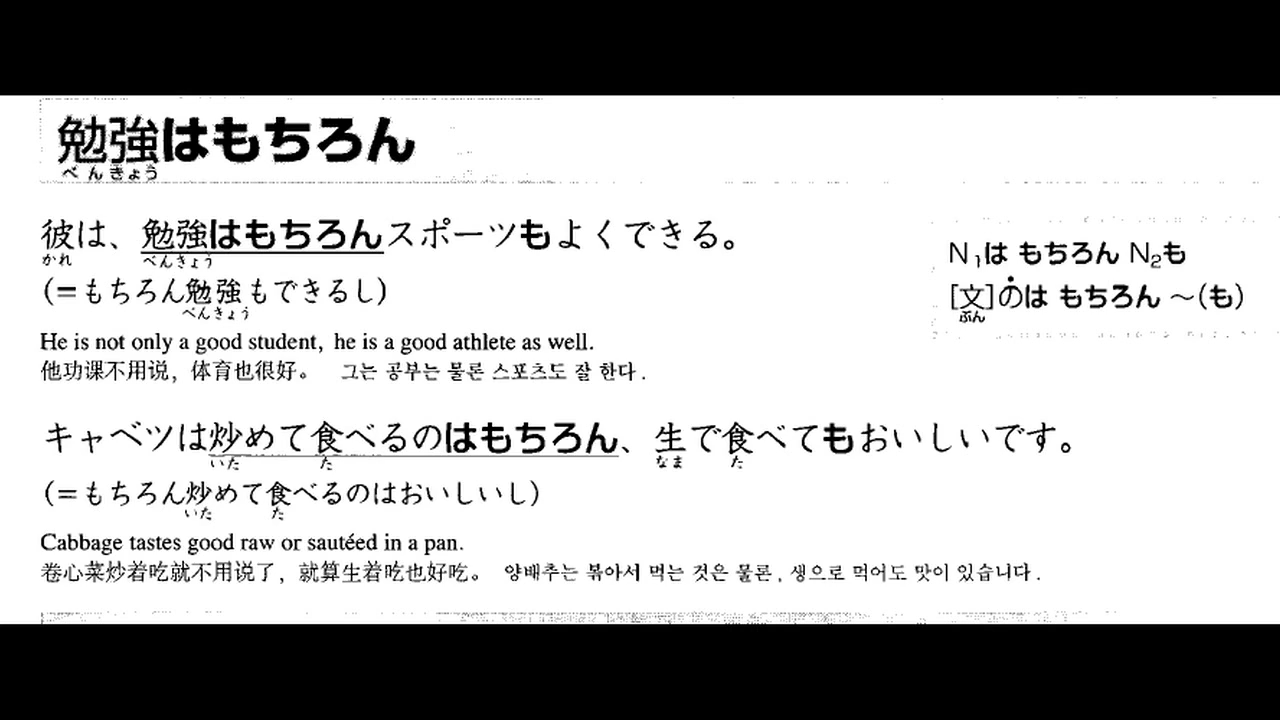 勉強はもちろん
べんきょう
彼は、勉強はもちろんスポーツもよくできる。
かれ べんきょう
(=もちろん勉強もできるし)
べんきょう
He is not only a good student, he is a good athlete as well.
他功课不用说，体育也很好。 그는 공부는 물론 스포츠도 잘 한다.
N1は もちろん N2も
[文]のは もちろん ～(も)
ぶん
キャベツは炒めて食べるのはもちろん、生で食べてもおいしいです。
いた た なま た
(=もちろん炒めて食べるのはおいしいし)
いた た
Cabbage tastes good raw or sautéed in a pan.
卷心菜炒着吃就不用说了，就算生着吃也好吃。 양배추는 볶아서 먹는 것은 물론, 생으로 먹어도 맛이 있습니다.